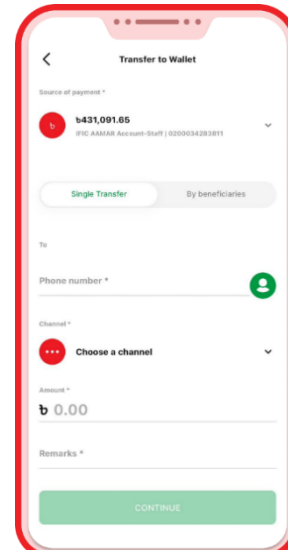 Transfer to Wallet
Source of payment *
৳
৳431,091.65
IFIC AAMAR Account-Staff | 0200034283811
Single Transfer
By beneficiaries
To
Phone number *
Channel *
Choose a channel
Amount *
৳ 0.00
Remarks *
CONTINUE